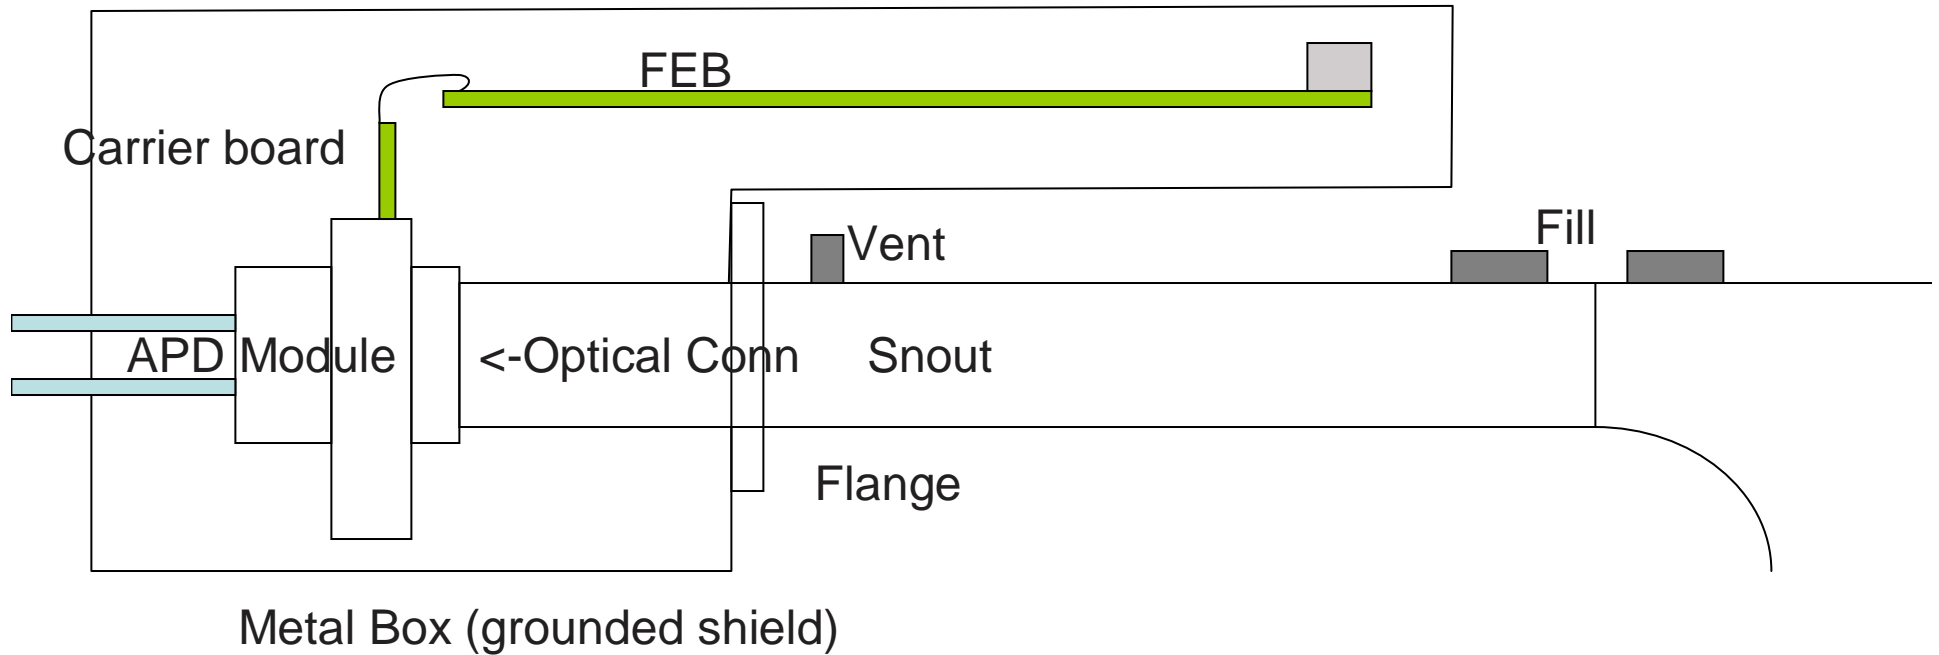 FEB
Carrier board
Fill
Vent
APD Module
<-Optical Conn
Snout
Flange
Metal Box (grounded shield)